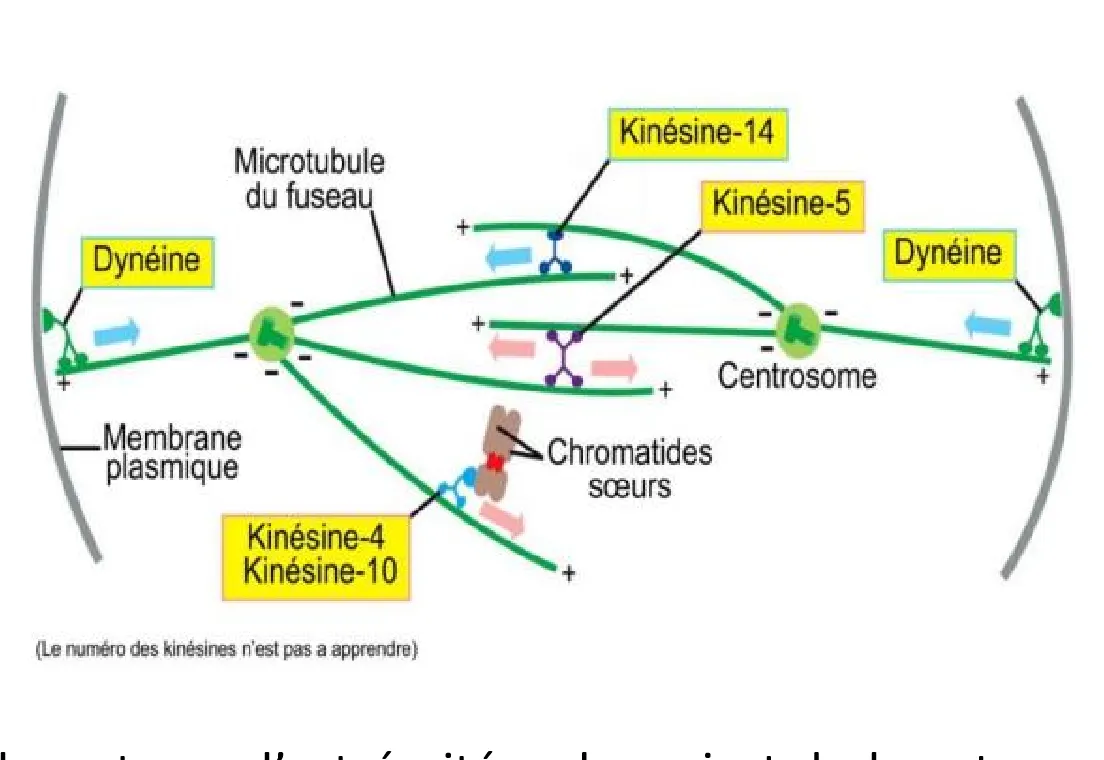 Kinésine-14
Microtubule
du fuseau
Kinésine-5
+
Dynéine
Dynéine
+
+
+
+
+
+
Centrosome
Membrane
plasmique
Chromatides
sœurs
Kinésine-4
Kinésine-10
+
(Le numéro des kinésines n'est pas a apprendre)